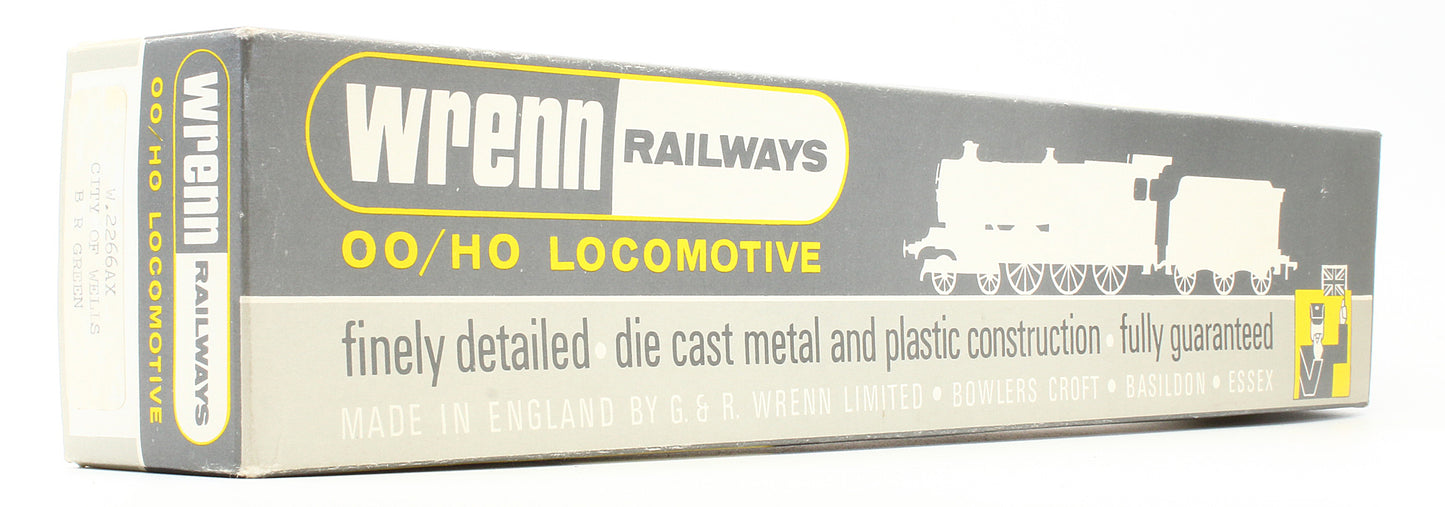 W.2266AX
CITY OF WELLS
B R GREEN
wrenn RAILWAYS
OO/HO LOCOMOTIVE
wrenn RAILWAYS
OO/HO LOCOMOTIVE
finely detailed • die cast metal and plastic construction • fully guaranteed
MADE IN ENGLAND BY G. & R. WRENN LIMITED • BOWLERS CROFT • BASILDON • ESSEX